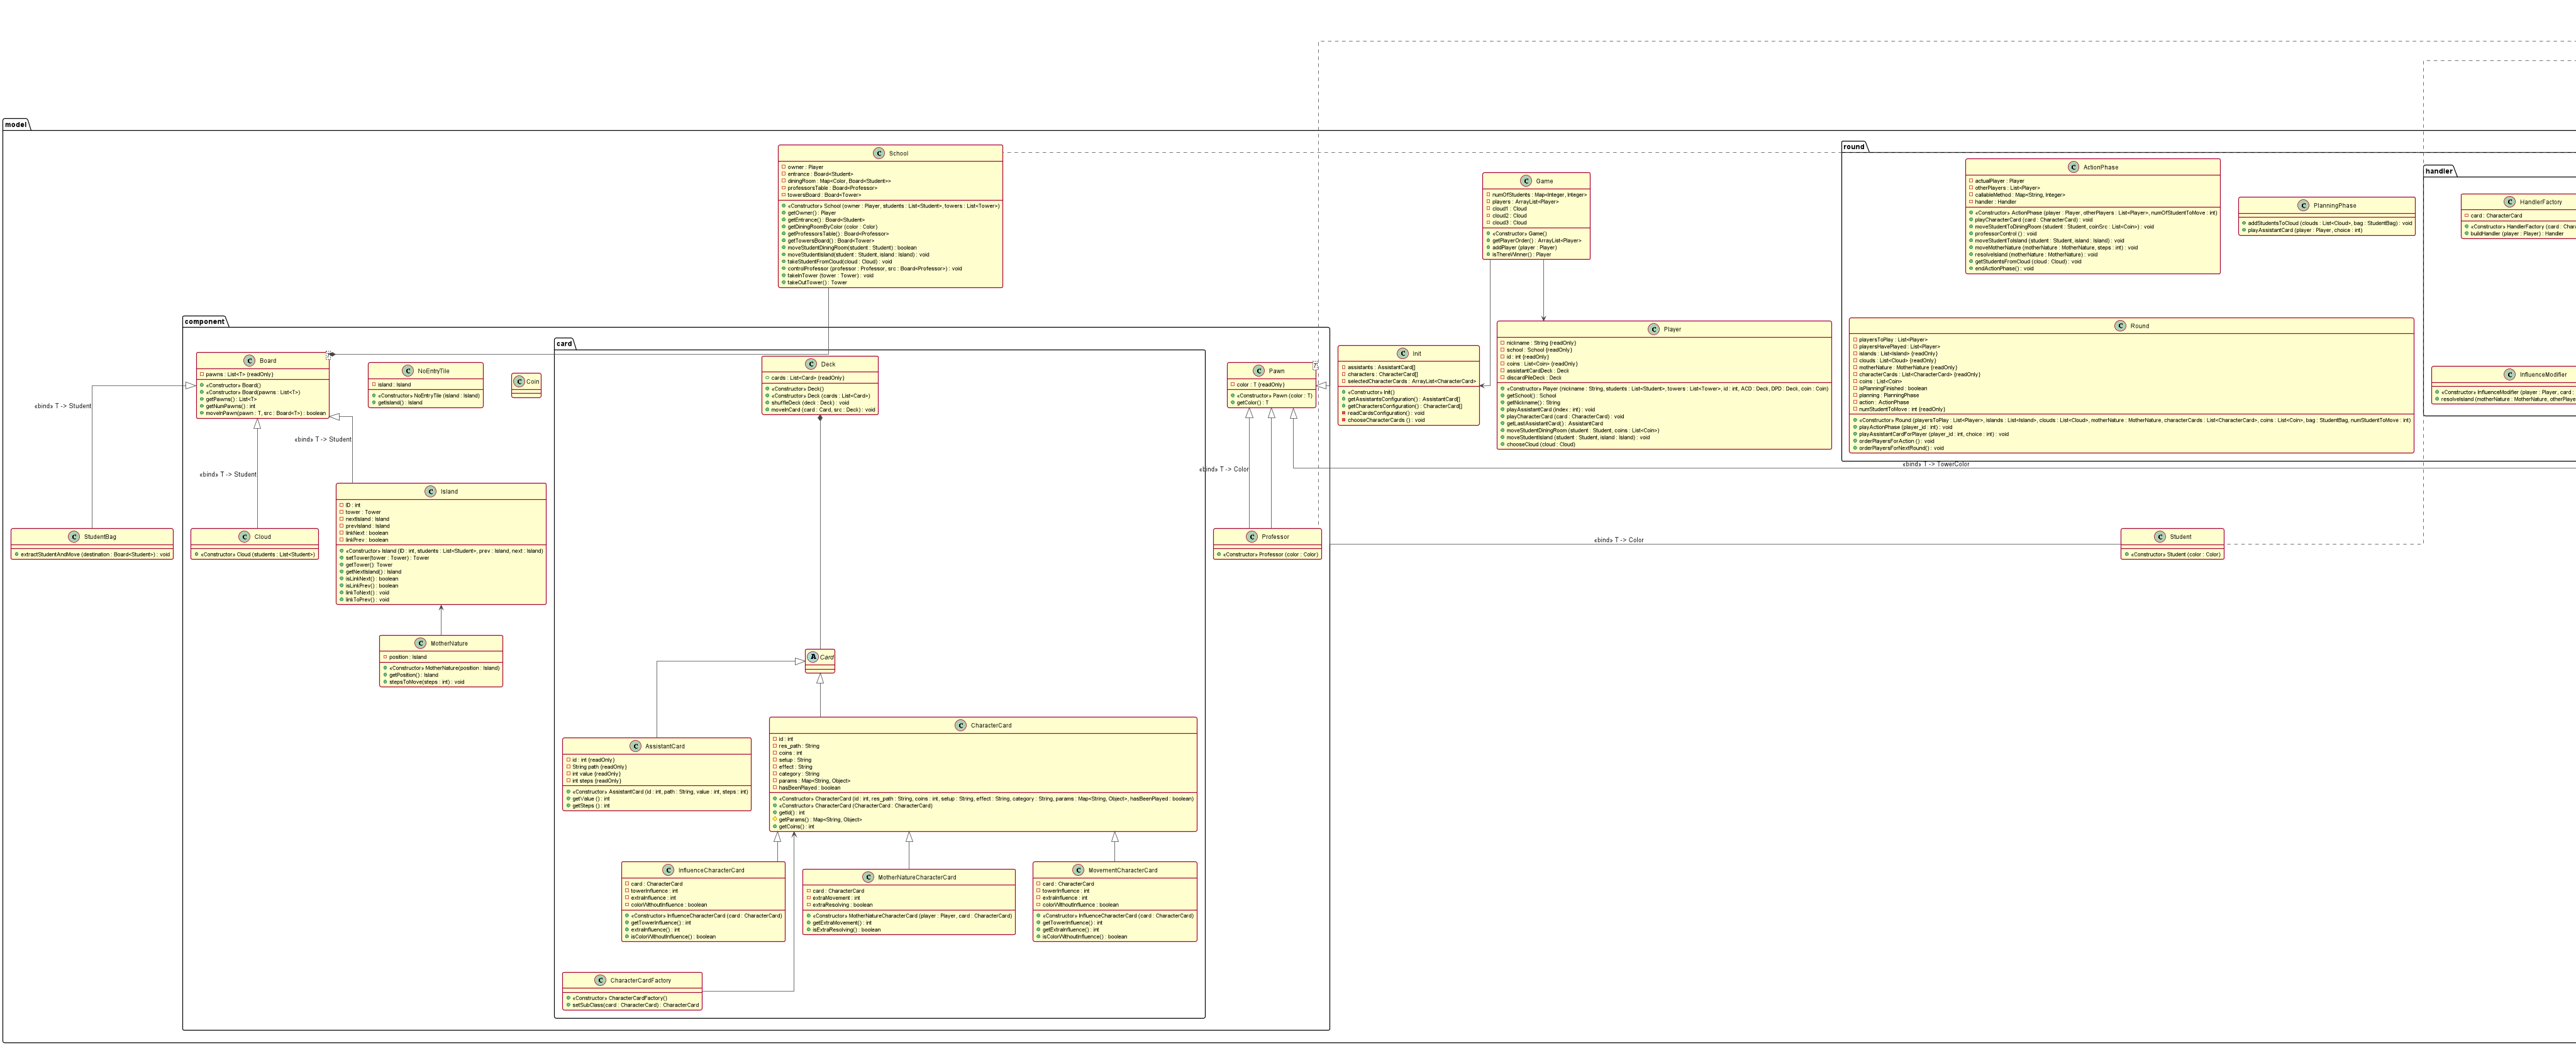 model
School
owner : Player
entrance : Board<Student>
diningRoom : Map<Color, Board<Student>>
professorsTable : Board<Professor>
towersBoard : Board<Tower>
«Constructor» School (owner : Player, students : List<Student>, towers : List<Tower>)
getOwner() : Player
getEntrance() : Board<Student>
getDiningRoomByColor (color : Color)
getProfessorsTable() : Board<Professor>
getTowersBoard() : Board<Tower>
moveStudentDiningRoom(student : Student) : boolean
moveStudentIsland(student : Student, island : Island) : void
takeStudentFromCloud(cloud : Cloud) : void
controlProfessor (professor : Professor, src : Board<Professor>) : void
takeInTower (tower : Tower) : void
takeOutTower() : Tower
Game
numOfStudents : Map<Integer, Integer>
players : ArrayList<Player>
cloud1 : Cloud
cloud2 : Cloud
cloud3 : Cloud
«Constructor» Game()
getPlayerOrder() : ArrayList<Player>
addPlayer (player : Player)
isThereWinner() : Player
round
ActionPhase
actualPlayer : Player
otherPlayers : List<Player>
callableMethod : Map<String, Integer>
handler : Handler
«Constructor» ActionPhase (player : Player, otherPlayers : List<Player>, numOfStudentToMove : int)
playCharacterCard (card : CharacterCard) : void
moveStudentToDiningRoom (student : Student, coinSrc : List<Coin>) : void
professorControl () : void
moveStudentToIsland (student : Student, island : Island) : void
moveMotherNature (motherNature : MotherNature, steps : int) : void
resolveIsland (motherNature : MotherNature) : void
getStudentsFromCloud (cloud : Cloud) : void
endActionPhase() : void
PlanningPhase
addStudentsToCloud (clouds : List<Cloud>, bag : StudentBag) : void
playAssistantCard (player : Player, choice : int)
handler
HandlerFactory
card : CharacterCard
«Constructor» HandlerFactory (card : Char
buildHandler (player : Player) : Handler
component
Board
T
pawns : List<T> {readOnly}
«Constructor» Board()
«Constructor» Board(pawns : List<T>)
getPawns() : List<T>
getNumPawns() : int
moveInPawn(pawn : T, src : Board<T>) : boolean
NoEntryTile
island : Island
«Constructor» NoEntryTile (island : Island)
getIsland() : Island
Coin
card
Deck
cards : List<Card> {readOnly}
«Constructor» Deck()
«Constructor» Deck (cards : List<Card>)
shuffleDeck (deck : Deck) : void
moveInCard (card : Card, src : Deck) : void
Pawn
color : T {readOnly}
«Constructor» Pawn (color : T)
getColor() : T
Init
assistants : AssistantCard[]
characters : CharacterCard[]
selectedCharacterCards : ArrayList<CharacterCard>
«Constructor» Init()
getAssistantsConfiguration() : AssistantCard[]
getCharactersConfiguration() : CharacterCard[]
readCardsConfiguration() : void
chooseCharacterCards () : void
Player
nickname : String {readOnly}
school : School {readOnly}
id : int {readOnly}
coins : List<Coin> {readOnly}
assistantCardDeck : Deck
discardPileDeck : Deck
«Constructor» Player (nickname : String, students : List<Student>, towers : List<Tower>, id : int, ACD : Deck, DPD : Deck, coin : Coin)
getSchool() : School
getNickname() : String
playAssistantCard (index : int) : void
playCharacterCard (card : CharacterCard) : void
getLastAssistantCard() : AssistantCard
moveStudentDiningRoom (student : Student, coins : List<Coin>)
moveStudentIsland (student : Student, island : Island) : void
chooseCloud (cloud : Cloud)
Round
playersToPlay : List<Player>
playersHavePlayed : List<Player>
islands : List<Island> {readOnly}
clouds : List<Cloud> {readOnly}
motherNature : MotherNature {readOnly}
characterCards : List<CharacterCard> {readOnly}
coins : List<Coin>
isPlanningFinished : boolean
planning : PlanningPhase
action : ActionPhase
numStudentToMove : int {readOnly}
«Constructor» Round (playersToPlay : List<Player>, islands : List<Island>, clouds : List<Cloud>, motherNature : MotherNature, characterCards : List<CharacterCard>, coins : List<Coin>, bag : StudentBag, numStudentToMove : int)
playActionPhase (player_id : int) : void
playAssistantCardForPlayer (player_id : int, choice : int) : void
orderPlayersForAction () : void
orderPlayersForNextRound() : void
InfluenceModifier
«Constructor» InfluenceModifier (player : Player, card :
resolveIsland (motherNature : MotherNature, otherPlaye
«bind» T -> Student
«bind» T -> Student
«bind» T -> Student
«bind» T -> Color
«bind» T -> TowerColor
«bind» T -> Color
StudentBag
extractStudentAndMove (destination : Board<Student>) : void
Cloud
«Constructor» Cloud (students : List<Student>)
Island
ID : int
tower : Tower
nextIsland : Island
prevIsland : Island
linkNext : boolean
linkPrev : boolean
«Constructor» Island (ID : int, students : List<Student>, prev : Island, next : Island)
setTower(tower : Tower) : Tower
getTower(): Tower
getNextIsland() : Island
isLinkNext() : boolean
isLinkPrev() : boolean
linkToNext() : void
linkToPrev() : void
Professor
«Constructor» Professor (color : Color)
Student
«Constructor» Student (color : Color)
MotherNature
position : Island
«Constructor» MotherNature(position : Island)
getPosition() : Island
stepsToMove(steps : int) : void
Card
AssistantCard
id : int {readOnly}
String path {readOnly}
int value {readOnly}
int steps {readOnly}
«Constructor» AssistantCard (id : int, path : String, value : int, steps : int)
getValue () : int
getSteps () : int
CharacterCard
id : int
res_path : String
coins : int
setup : String
effect : String
category : String
params : Map<String, Object>
hasBeenPlayed : boolean
«Constructor» CharacterCard (id : int, res_path : String, coins : int, setup : String, effect : String, category : String, params : Map<String, Object>, hasBeenPlayed : boolean)
«Constructor» CharacterCard (CharacterCard : CharacterCard)
getId() : int
getParams() : Map<String, Object>
getCoins() : int
InfluenceCharacterCard
card : CharacterCard
towerInfluence : int
extraInfluence : int
colorWithoutInfluence : boolean
«Constructor» InfluenceCharacterCard (card : CharacterCard)
getTowerInfluence() : int
extraInfluence() : int
isColorWithoutInfluence() : boolean
MotherNatureCharacterCard
card : CharacterCard
extraMovement : int
extraResolving : boolean
«Constructor» MotherNatureCharacterCard (player : Player, card : CharacterCard)
getExtraMovement() : int
isExtraResolving() : boolean
MovementCharacterCard
card : CharacterCard
towerInfluence : int
extraInfluence : int
colorWithoutInfluence : boolean
«Constructor» InfluenceCharacterCard (card : CharacterCard)
getTowerInfluence() : int
getExtraInfluence : int
isColorWithoutInfluence() : boolean
CharacterCardFactory
«Constructor» CharacterCardFactory()
setSubClass(card : CharacterCard) : CharacterCard